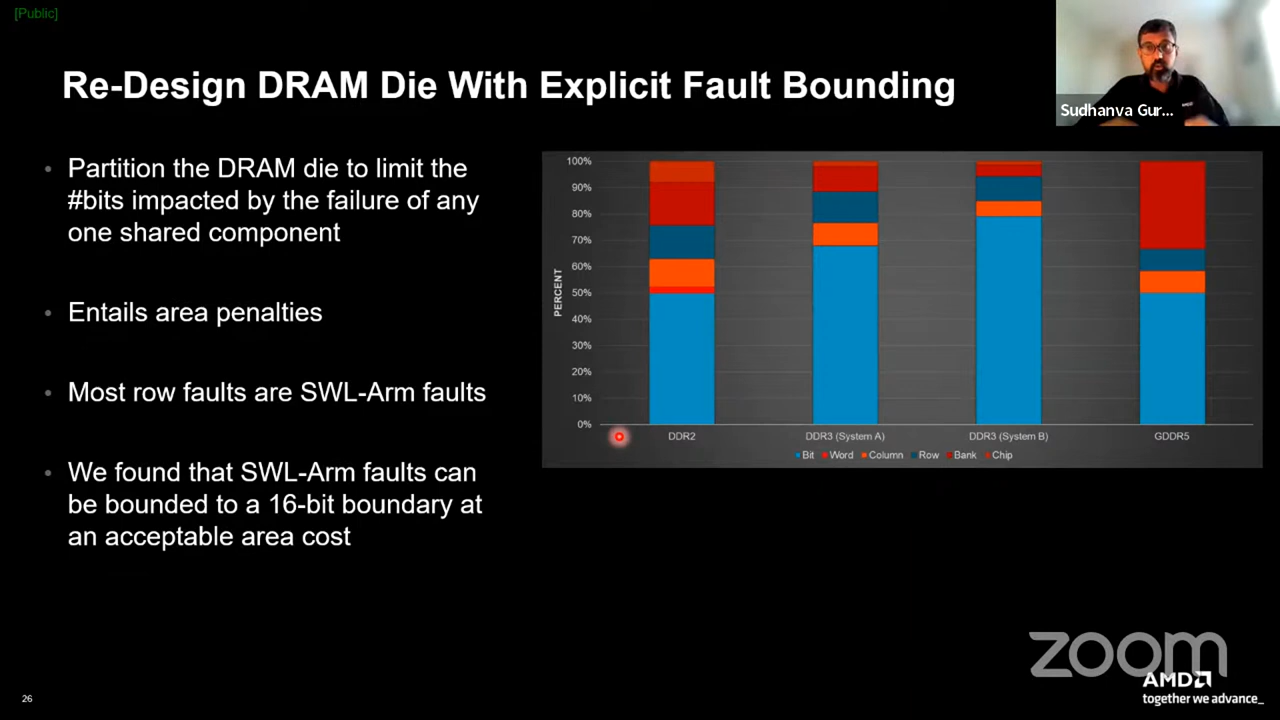 [Public]
Re-Design DRAM Die With Explicit Fault Bounding
Sudhanva Gur...
• Partition the DRAM die to limit the
#bits impacted by the failure of any
one shared component
• Entails area penalties
• Most row faults are SWL-Arm faults
• We found that SWL-Arm faults can
be bounded to a 16-bit boundary at
an acceptable area cost
PERCENT
100%
90%
80%
70%
60%
50%
40%
30%
20%
10%
0%
DDR2 DDR3 (System A) DDR3 (System B) GDDR5
Bit Word Column Row Bank Chip
zoom
AMD
together we advance_
26